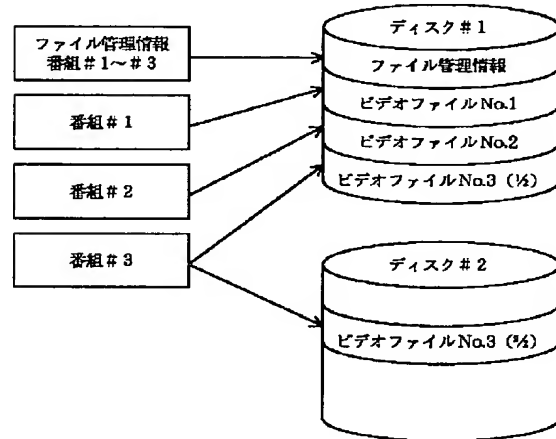 ファイル管理情報
番組＃1～＃3
番組＃1
番組＃2
番組＃3
ディスク＃1
ファイル管理情報
ビデオファイルNo.1
ビデオファイルNo.2
ビデオファイルNo.3（½）
ディスク＃2
ビデオファイルNo.3（²⁄₂）